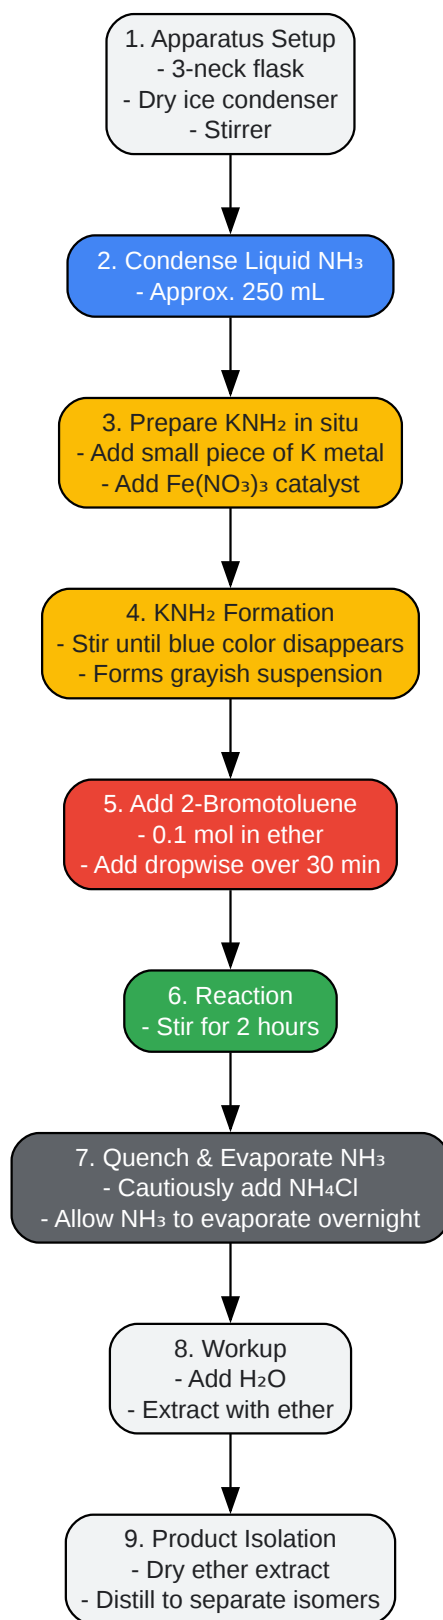 1. Apparatus Setup
- 3-neck flask
- Dry ice condenser
- Stirrer
2. Condense Liquid NH₃
- Approx. 250 mL
3. Prepare KNH₂ in situ
- Add small piece of K metal
- Add Fe(NO₃)₃ catalyst
4. KNH₂ Formation
- Stir until blue color disappears
- Forms grayish suspension
5. Add 2-Bromotoluene
- 0.1 mol in ether
- Add dropwise over 30 min
6. Reaction
- Stir for 2 hours
7. Quench & Evaporate NH₃
- Cautiously add NH₄Cl
- Allow NH₃ to evaporate overnight
8. Workup
- Add H₂O
- Extract with ether
9. Product Isolation
- Dry ether extract
- Distill to separate isomers